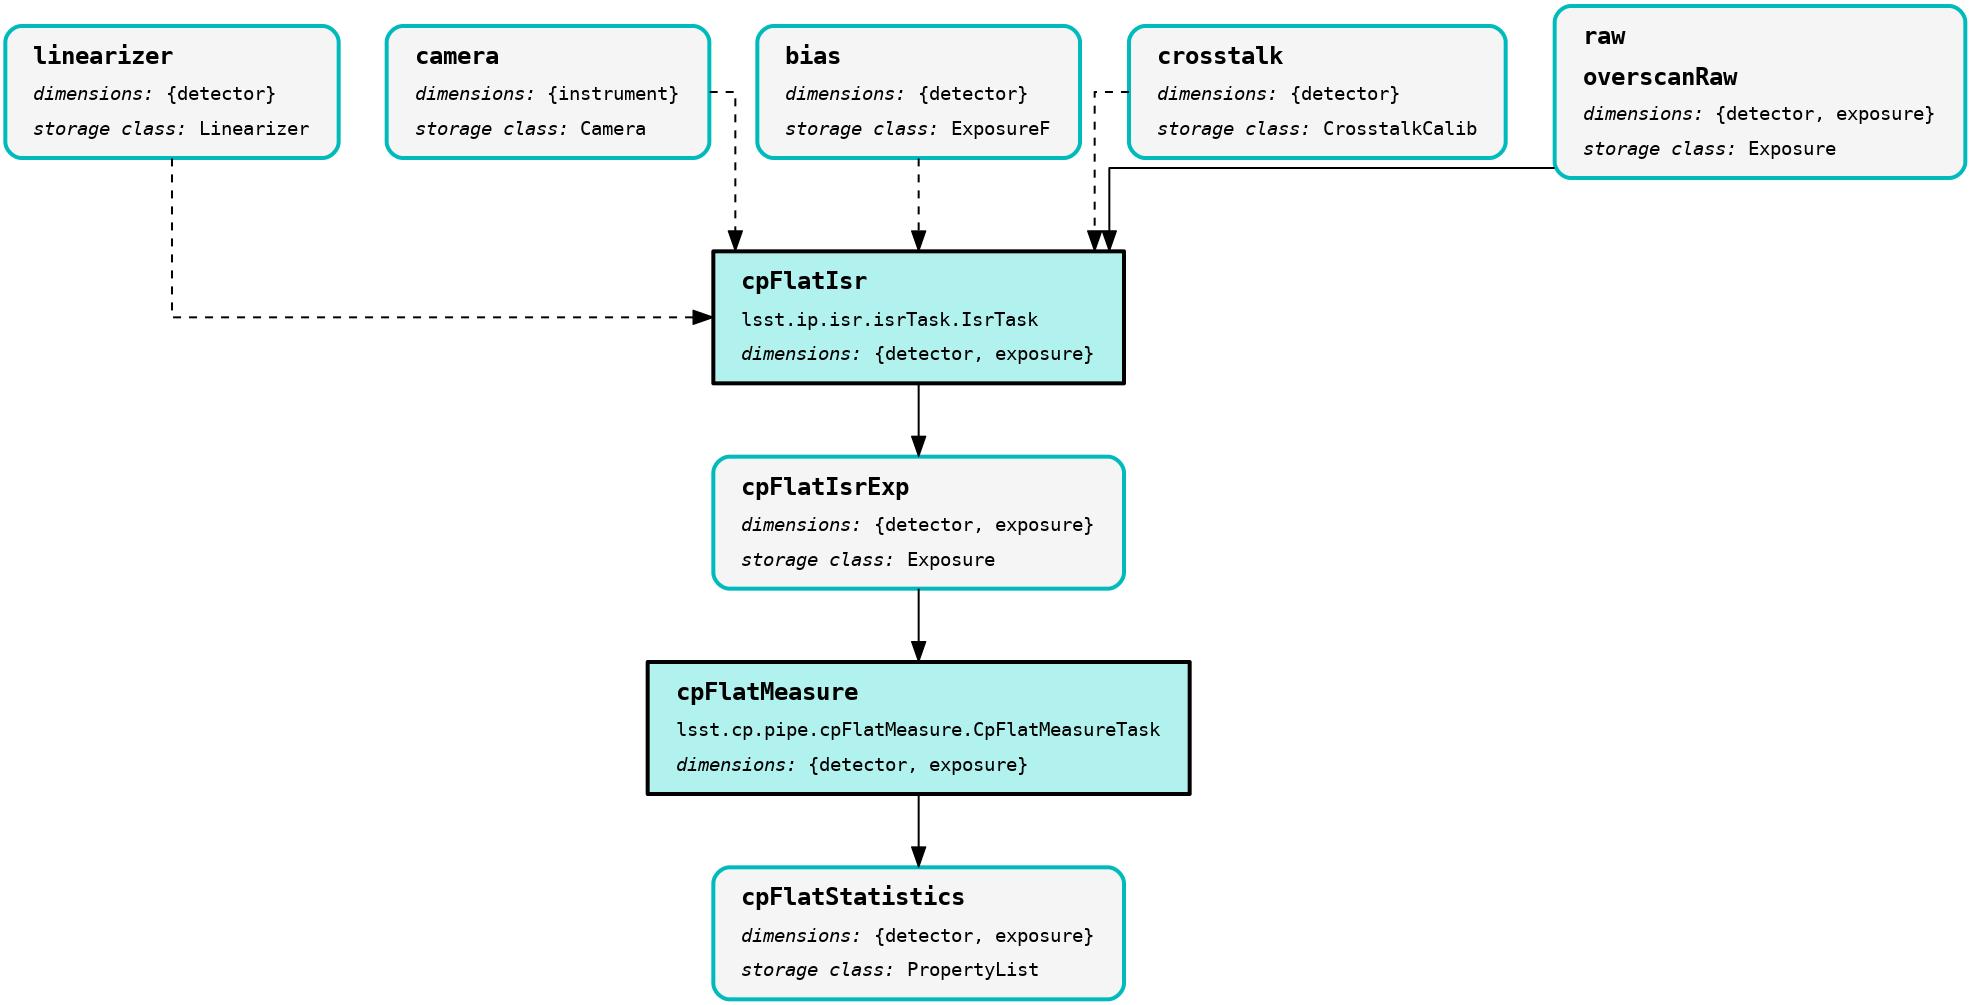 linearizer
dimensions: {detector}
storage class: Linearizer
camera
dimensions: {instrument}
storage class: Camera
bias
dimensions: {detector}
storage class: ExposureF
crosstalk
dimensions: {detector}
storage class: CrosstalkCalib
raw
overscanRaw
dimensions: {detector, exposure}
storage class: Exposure
cpFlatIsr
lsst.ip.isr.isrTask.IsrTask
dimensions: {detector, exposure}
cpFlatIsrExp
dimensions: {detector, exposure}
storage class: Exposure
cpFlatMeasure
lsst.cp.pipe.cpFlatMeasure.CpFlatMeasureTask
dimensions: {detector, exposure}
cpFlatStatistics
dimensions: {detector, exposure}
storage class: PropertyList